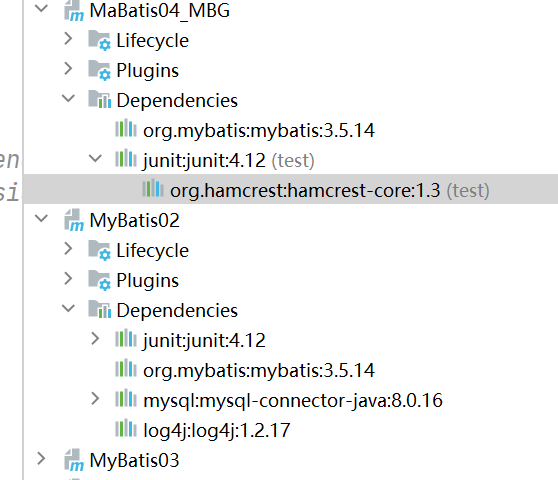 MaBatis04_MBG
Lifecycle
Plugins
Dependencies
org.mybatis:mybatis:3.5.14
en
junit:junit:4.12 (test)
si
org.hamcrest:hamcrest-core:1.3 (test)
MyBatis02
Lifecycle
Plugins
Dependencies
junit:junit:4.12
org.mybatis:mybatis:3.5.14
mysql:mysql-connector-java:8.0.16
log4j:log4j:1.2.17
MyBatis03